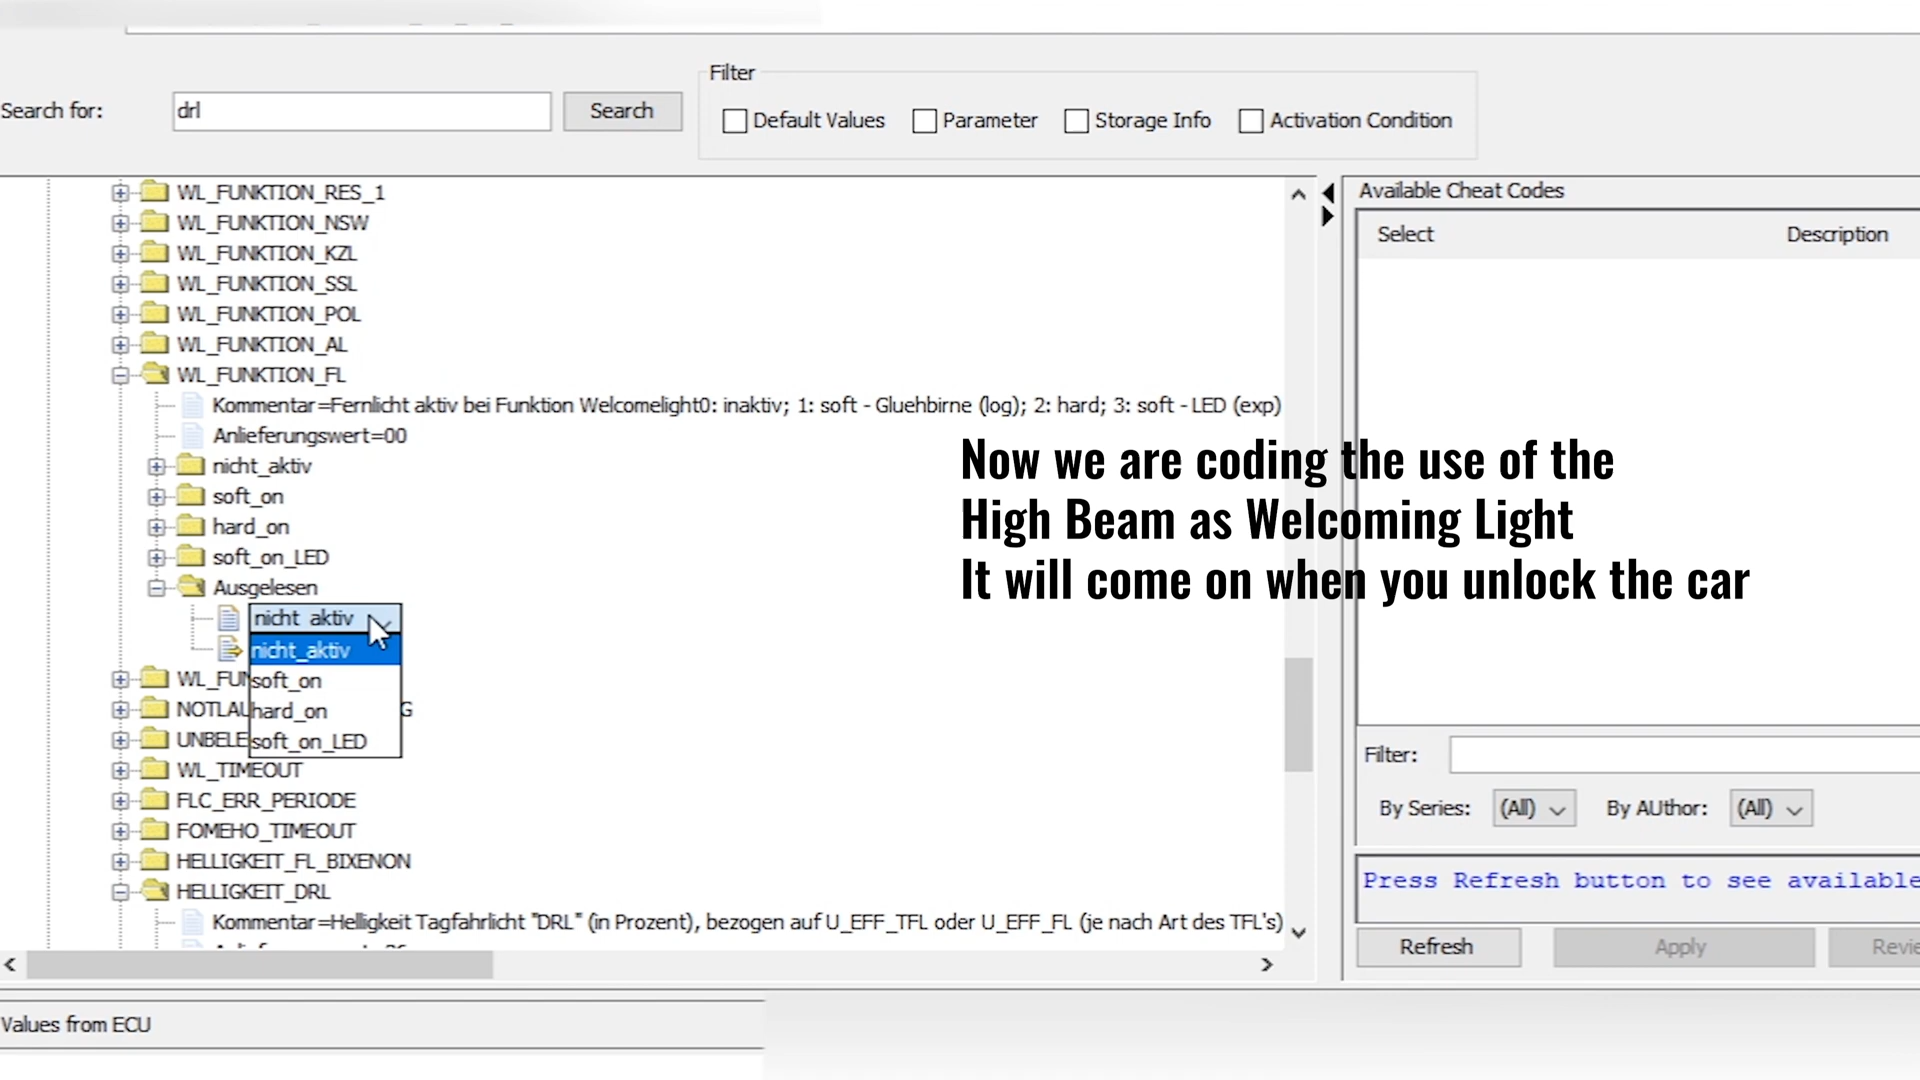 Filter
Search for:
drl
Search
Default Values
Parameter
Storage Info
Activation Condition
WL_FUNKTION_RES_1
WL_FUNKTION_NSW
WL_FUNKTION_KZL
WL_FUNKTION_SSL
WL_FUNKTION_POL
WL_FUNKTION_AL
WL_FUNKTION_FL
Kommentar=Fernlicht aktiv bei Funktion Welcomelight0: inaktiv; 1: soft - Gluehbirne (log); 2: hard; 3: soft - LED (exp)
Anlieferungswert=00
nicht_aktiv
soft_on
hard_on
soft_on_LED
Ausgelesen
nicht_aktiv
nicht_aktiv
soft_on
hard_on
soft_on_LED
WL_TIMEOUT
FLC_ERR_PERIODE
FOMEHO_TIMEOUT
HELLIGKEIT_FL_BIXENON
HELLIGKEIT_DRL
Kommentar=Helligkeit Tagfahrlicht "DRL" (in Prozent), bezogen auf U_EFF_TFL oder U_EFF_FL (je nach Art des TFL's)
Now we are coding the use of the
High Beam as Welcoming Light
It will come on when you unlock the car
Available Cheat Codes
Select
Description
Filter:
By Series:
(All)
By AUthor:
(All)
Press Refresh button to see available
Refresh
Apply
Values from ECU